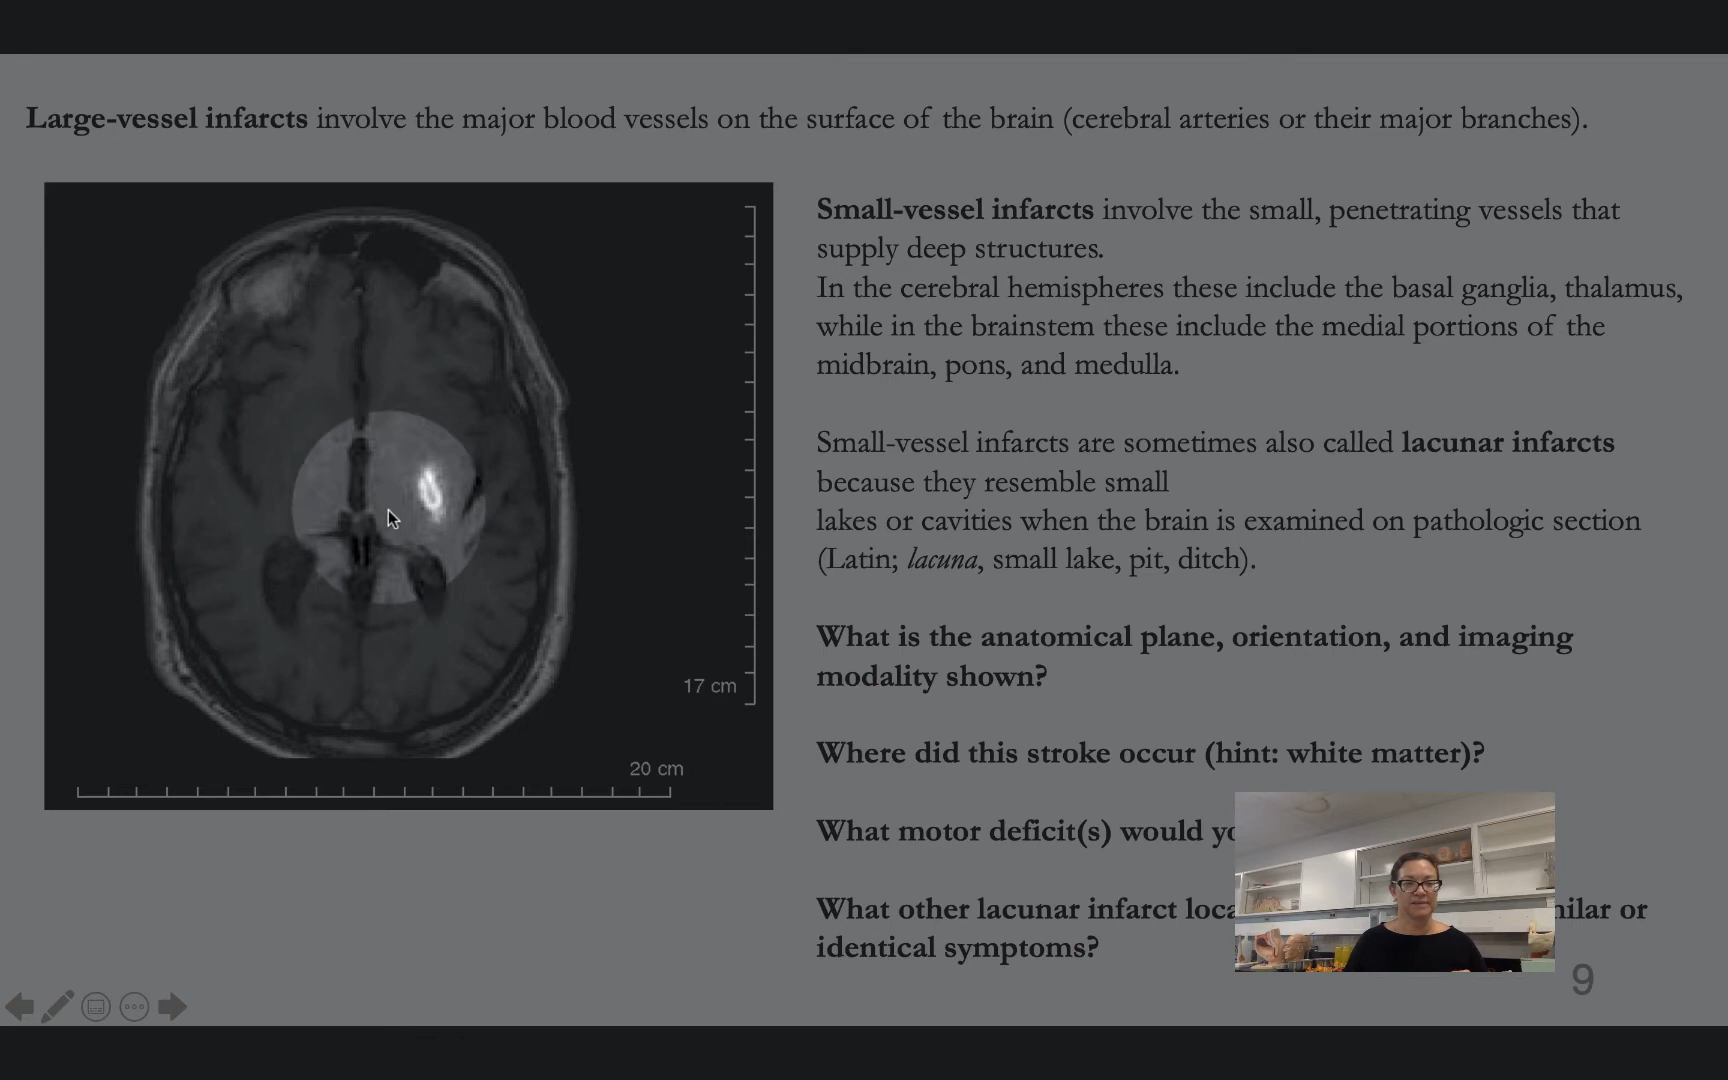 Large-vessel infarcts involve the major blood vessels on the surface of the brain (cerebral arteries or their major branches).
Small-vessel infarcts involve the small, penetrating vessels that
supply deep structures.
In the cerebral hemispheres these include the basal ganglia, thalamus,
while in the brainstem these include the medial portions of the
midbrain, pons, and medulla.
Small-vessel infarcts are sometimes also called lacunar infarcts
because they resemble small
lakes or cavities when the brain is examined on pathologic section
(Latin; lacuna, small lake, pit, ditch).
What is the anatomical plane, orientation, and imaging
modality shown?
Where did this stroke occur (hint: white matter)?
What motor deficit(s) would
What other lacunar infarct or
identical symptoms?
17 cm
20 cm
9